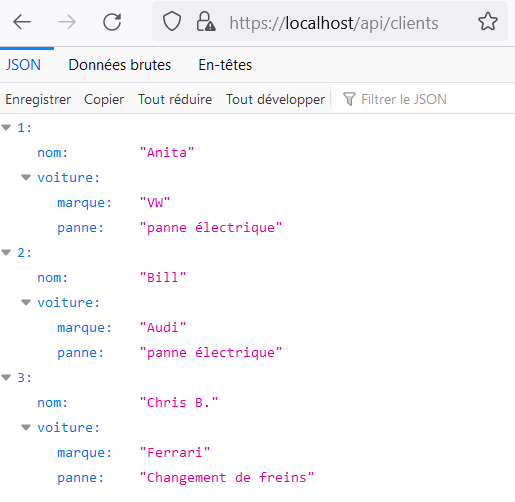 https://localhost/api/clients
JSON Données brutes En-têtes
Enregistrer Copier Tout réduire Tout développer Filtrer le JSON
1:
nom: "Anita"
voiture:
marque: "VW"
panne: "panne électrique"
2:
nom: "Bill"
voiture:
marque: "Audi"
panne: "panne électrique"
3:
nom: "Chris B."
voiture:
marque: "Ferrari"
panne: "Changement de freins"